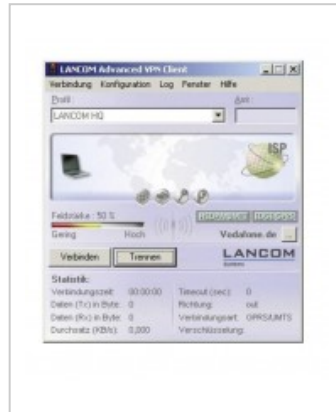 LANCOM Advanced VPN Client
Verbindung Konfiguration Log Fenster Hilfe
Profil: Amt:
LANCOM HQ
ISP
Feldstärke: 50 %
Gering Hoch Vodafone.de ...
Verbinden Trennen LANCOM
Systems
Statistik:
Verbindungszeit: 00:00:00 Timeout (sec): 0
Daten (Tx) in Byte: 0 Richtung: out
Daten (Rx) in Byte: 0 Verbindungsart: GPRS/UMTS
Durchsatz (KB/s): 0,000 Verschlüsselung: